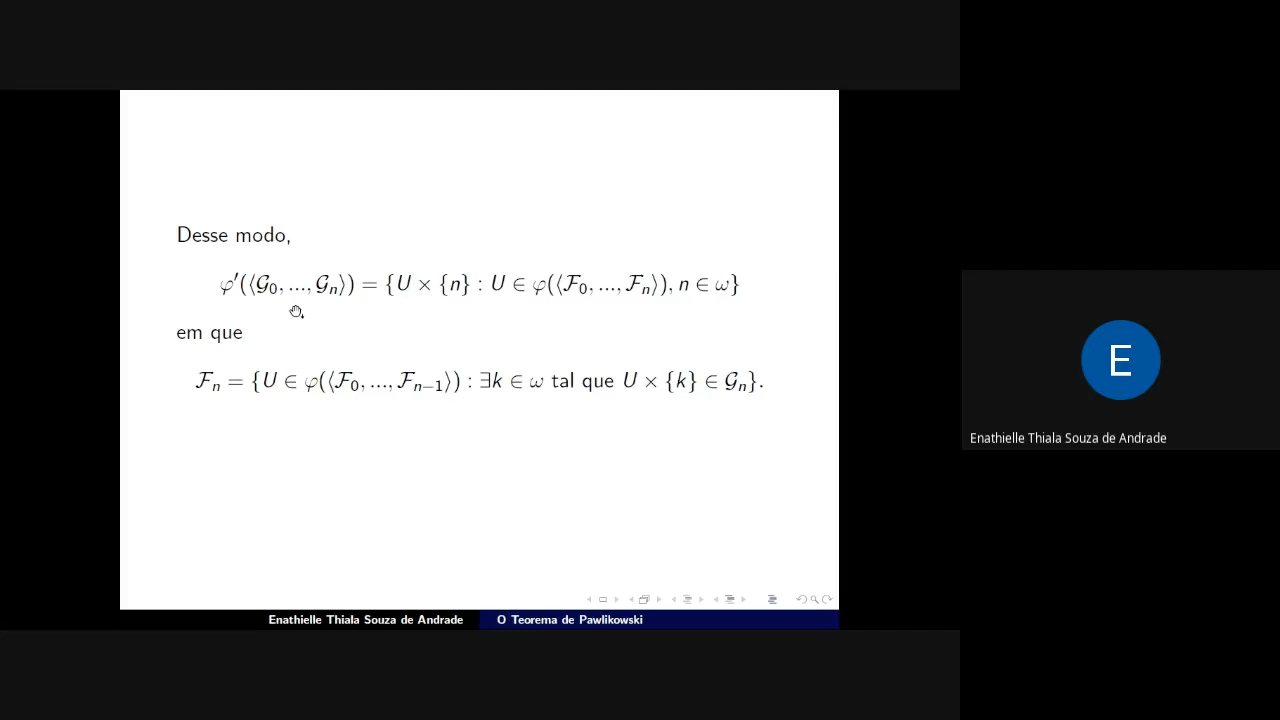 Desse modo,
φ′(⟨𝒢₀, ..., 𝒢ₙ⟩) = {U × {n} : U ∈ φ(⟨ℱ₀, ..., ℱₙ⟩), n ∈ ω}
em que
ℱₙ = {U ∈ φ(⟨ℱ₀, ..., ℱₙ₋₁⟩) : ∃k ∈ ω tal que U × {k} ∈ 𝒢ₙ}.
E
Enathielle Thiala Souza de Andrade
Enathielle Thiala Souza de Andrade O Teorema de Pawlikowski